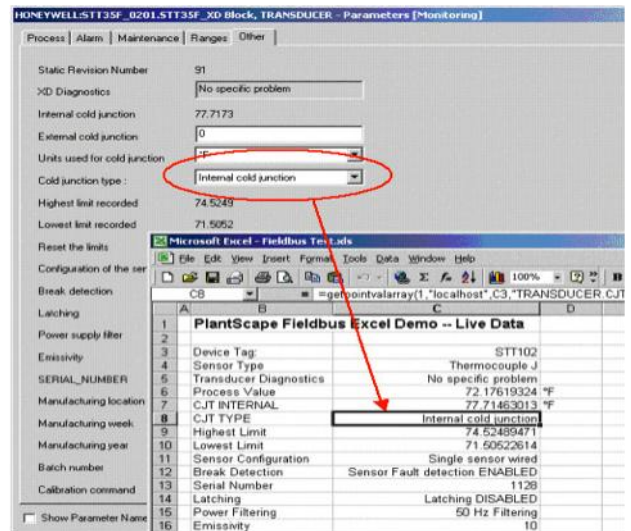 HONEYWELL:STT35F_0201.STT35F_XD Block, TRANSDUCER - Parameters [Monitoring]
Process Alarm Maintenance Ranges Other
Static Revision Number 91
XD Diagnostics No specific problem
Internal cold junction 77.7173
External cold junction 0
Units used for cold junction °F
Cold junction type : Internal cold junction
Highest limit recorded 74.5249
Lowest limit recorded 71.5052
Reset the limits
Configuration of the ser
Break detection
Latching
Power supply filter
Emissivity
SERIAL_NUMBER
Manufacturing location
Manufacturing week
Manufacturing year
Batch number
Calibration command
Show Parameter Name
Microsoft Excel - Fieldbus Test.xls
File Edit View Insert Format Tools Data Window Help
100%
B
C8 = =getpointvalarray(1,"localhost",C3,"TRANSDUCER.CJT
A B C D
1 PlantScape Fieldbus Excel Demo -- Live Data
2
3 Device Tag: STT102
4 Sensor Type Thermocouple J
5 Transducer Diagnostics No specific problem
6 Process Value 72.17619324 °F
7 CJT INTERNAL 77.71463013 °F
8 CJT TYPE Internal cold junction
9 Highest Limit 74.52489471
10 Lowest Limit 71.50522614
11 Sensor Configuration Single sensor wired
12 Break Detection Sensor Fault detection ENABLED
13 Serial Number 1128
14 Latching Latching DISABLED
15 Power Filtering 50 Hz Filtering
16 Emissivity 10